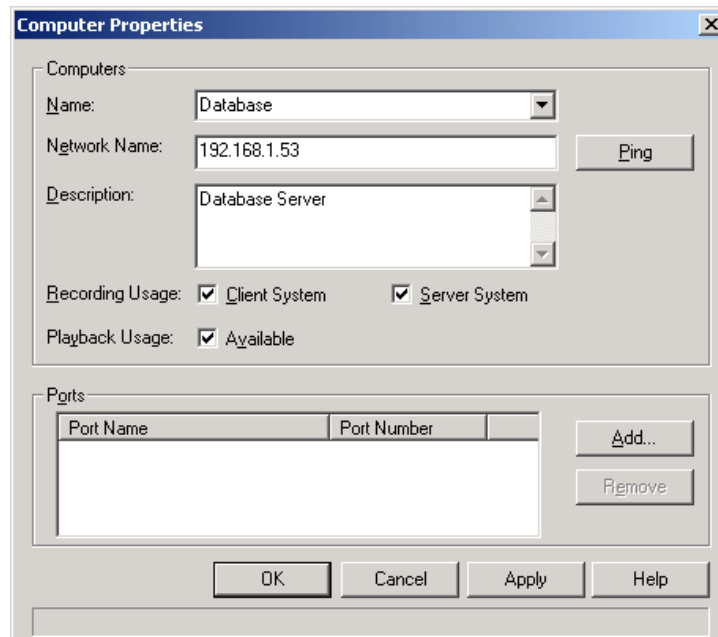 Computer Properties
Computers
Name: Database
Network Name: 192.168.1.53 Ping
Description: Database Server
Recording Usage: Client System Server System
Playback Usage: Available
Ports
Port Name Port Number
Add...
Remove
OK Cancel Apply Help